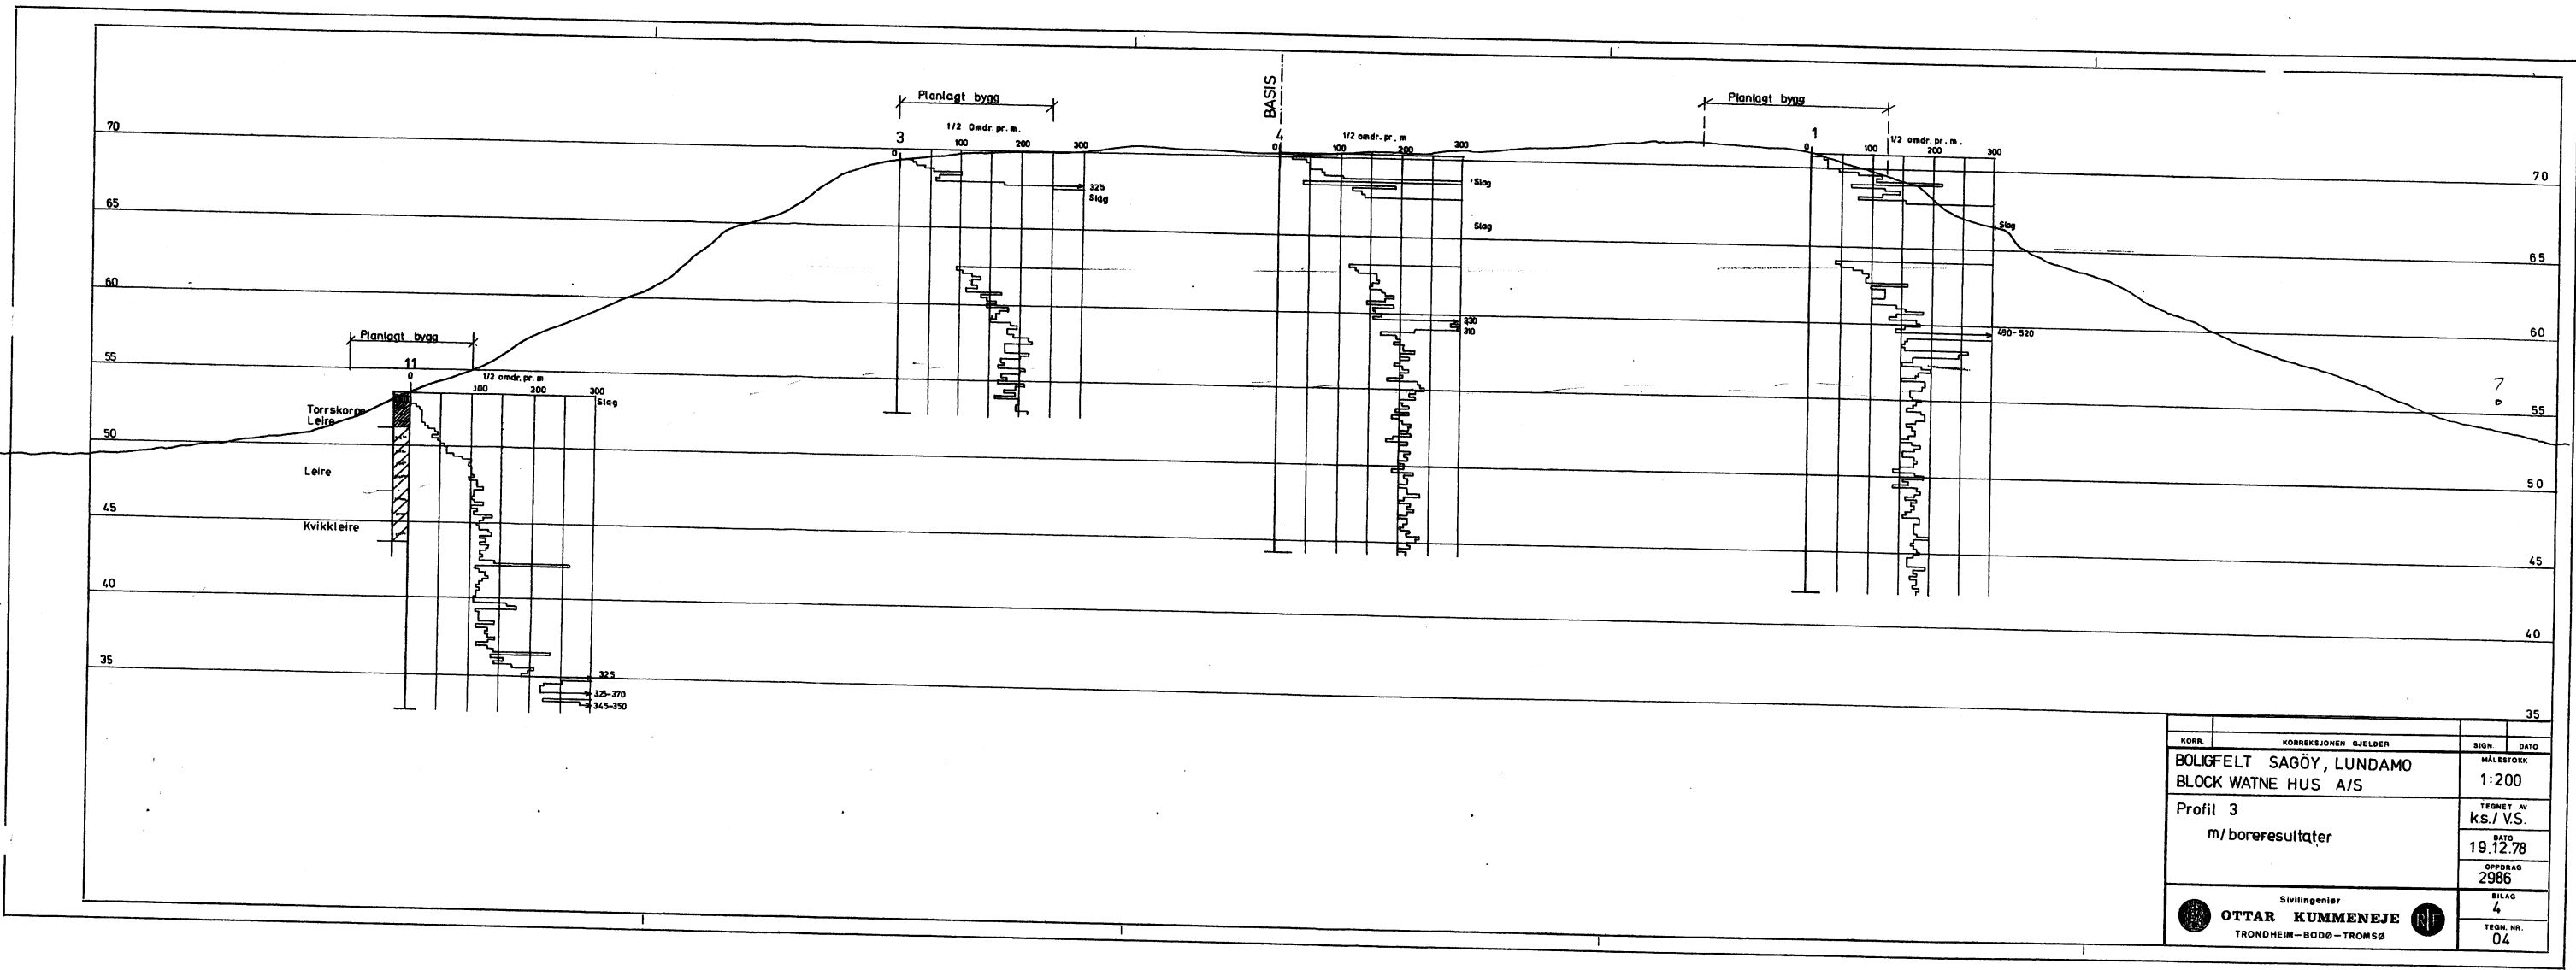 BASIS
Planlagt bygg
Planlagt bygg
3
1/2 Omdr. pr. m.
0 100 200 300
4
1/2 omdr. pr. m
0 100 200 300
1
1/2 omdr. pr. m.
0 100 200 300
70
70
325
Slag
Slag
Slag
Slag
65
65
60
60
330
310
490-520
Planlagt bygg
11
1/2 omdr. pr. m
0 100 200 300
Slag
55
55
?
Torrskorpe
Leire
50
50
Leire
45
45
Kvikkleire
40
40
35
35
325
325-370
345-350
KORR. KORREKSJONEN GJELDER SIGN. DATO
BOLIGFELT SAGÖY, LUNDAMO
BLOCK WATNE HUS A/S
MÅLESTOKK
1:200
Profil 3
m/boreresultater
TEGNET AV
k.s./ V.S.
DATO
19.12.78
OPPDRAG
2986
Sivilingeniør
OTTAR KUMMENEJE
TRONDHEIM-BODØ-TROMSØ
RIF
BILAG
4
TEGN. NR.
04